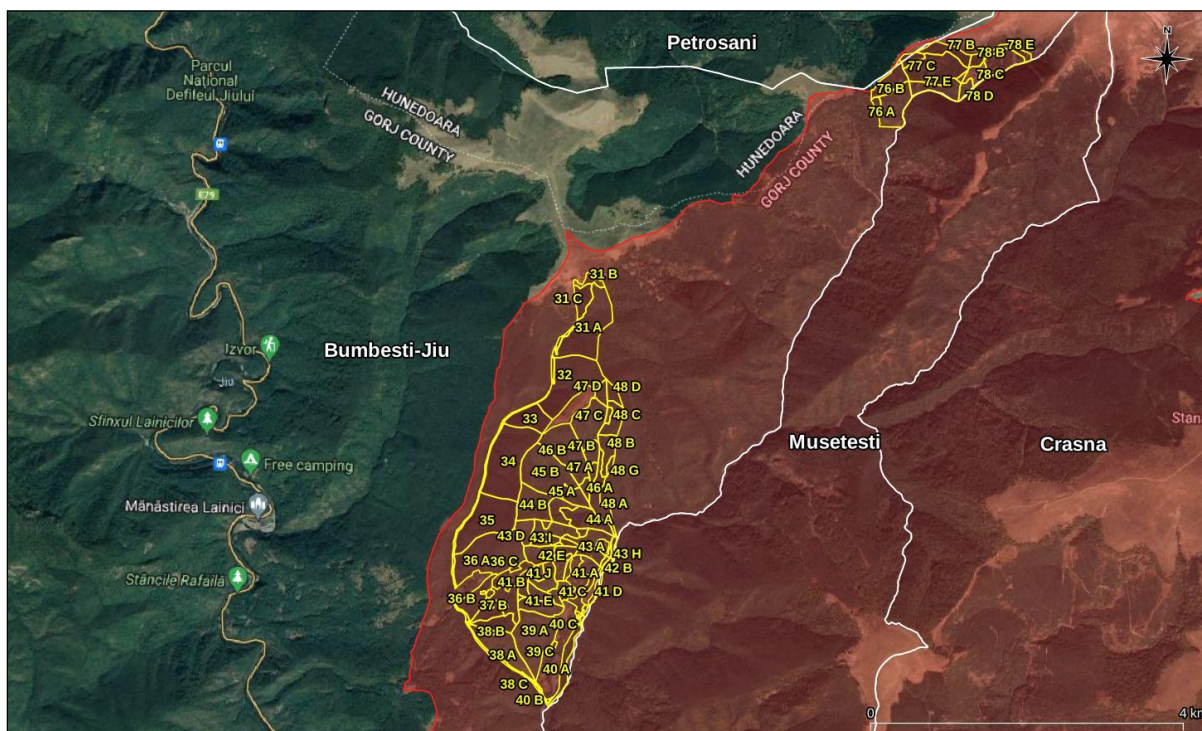 Petrosani
N
77 B
78 E
78 B
77 C
78 C
77 E
76 B
78 D
76 A
Parcul
Național
Defileul Jiului
HUNEDOARA
GORJ COUNTY
HUNEDOARA
GORJ COUNTY
E79
31 B
31 C
31 A
Izvor
Bumbesti-Jiu
Jiu
32
47 D
48 D
Sfinxul Lainicilor
33
47 C
48 C
Stan
Musetesti
Crasna
46 B
47 B
48 B
Free camping
34
45 B
47 A
48 G
45 A
46 A
Mănăstirea Lainici
44 B
48 A
35
44 A
43 D
43 I
43 A
43 H
36 A
36 C
42 E
42 B
Stâncile Rafailă
41 J
41 A
41 B
41 C
41 D
36 B
37 B
41 E
38 B
39 A
40 C
38 A
39 C
40 A
38 C
40 B
0
4 km